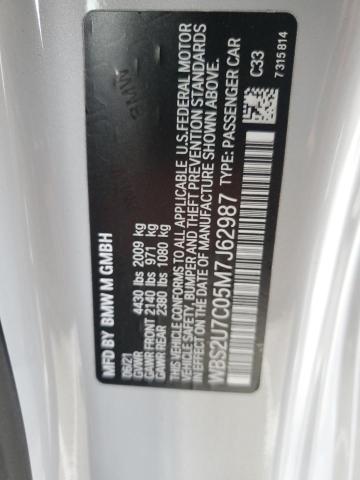 MFD BY
BMW M GMBH
06/21
GVWR 4430 lbs 2009 kg
GAWR FRONT 2140 lbs 971 kg
GAWR REAR 2380 lbs 1080 kg
THIS VEHICLE CONFORMS TO ALL APPLICABLE U.S.FEDERAL MOTOR
VEHICLE SAFETY, BUMPER AND THEFT PREVENTION STANDARDS
IN EFFECT ON THE DATE OF MANUFACTURE SHOWN ABOVE.
WBS2U7C05M7J62987 TYPE: PASSENGER CAR
C33
7 315 814
BMW